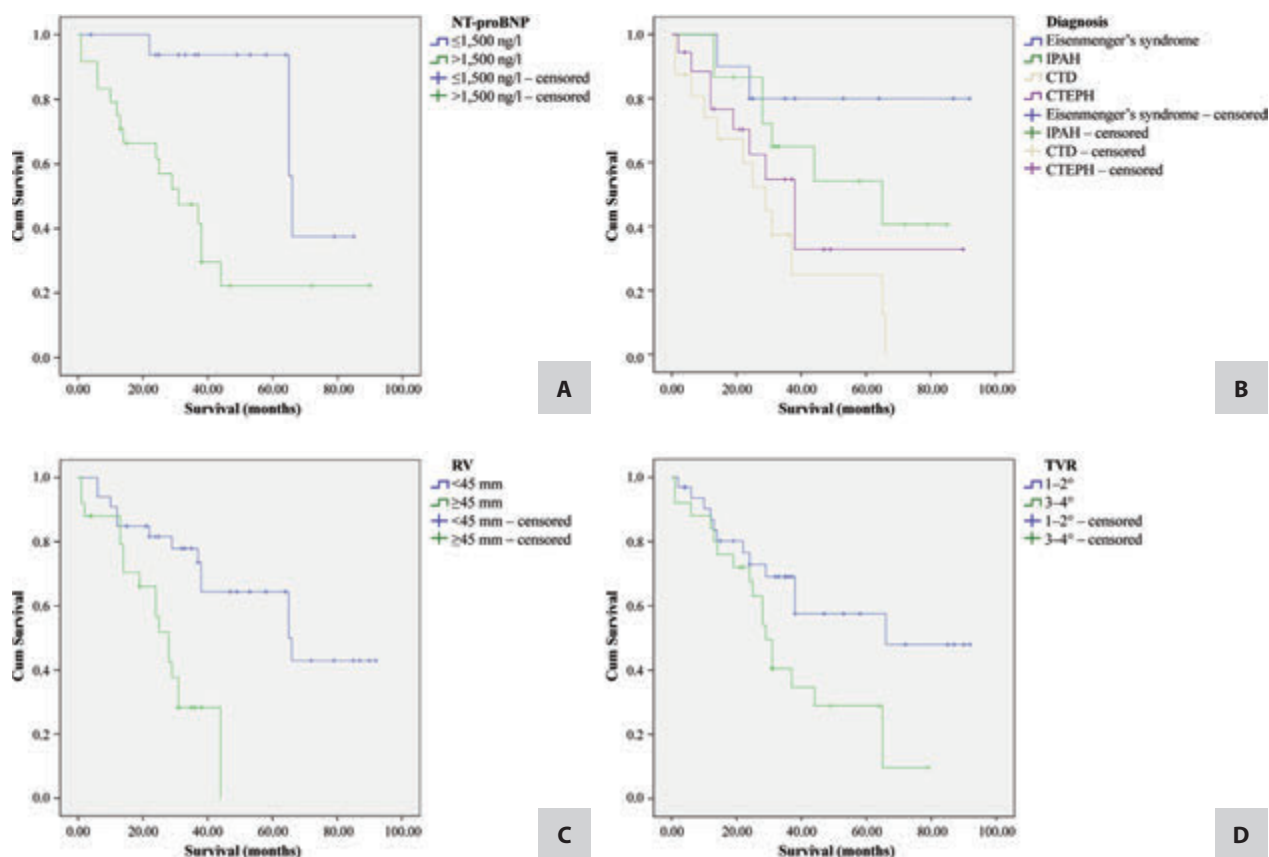 NT-proBNP
≤1,500 ng/l
>1,500 ng/l
≤1,500 ng/l – censored
>1,500 ng/l – censored
1.0
0.8
0.6
0.4
0.2
0.0
Cum Survival
0.00 20.00 40.00 60.00 80.00 100.00
Survival (months)
A
Diagnosis
Eisenmenger's syndrome
IPAH
CTD
CTEPH
Eisenmenger's syndrome – censored
IPAH – censored
CTD – censored
CTEPH – censored
1.0
0.8
0.6
0.4
0.2
0.0
Cum Survival
0.00 20.00 40.00 60.00 80.00 100.00
Survival (months)
B
RV
<45 mm
≥45 mm
<45 mm – censored
≥45 mm – censored
1.0
0.8
0.6
0.4
0.2
0.0
Cum Survival
0.00 20.00 40.00 60.00 80.00 100.00
Survival (months)
C
TVR
1–2°
3–4°
1–2° – censored
3–4° – censored
1.0
0.8
0.6
0.4
0.2
0.0
Cum Survival
0.00 20.00 40.00 60.00 80.00 100.00
Survival (months)
D